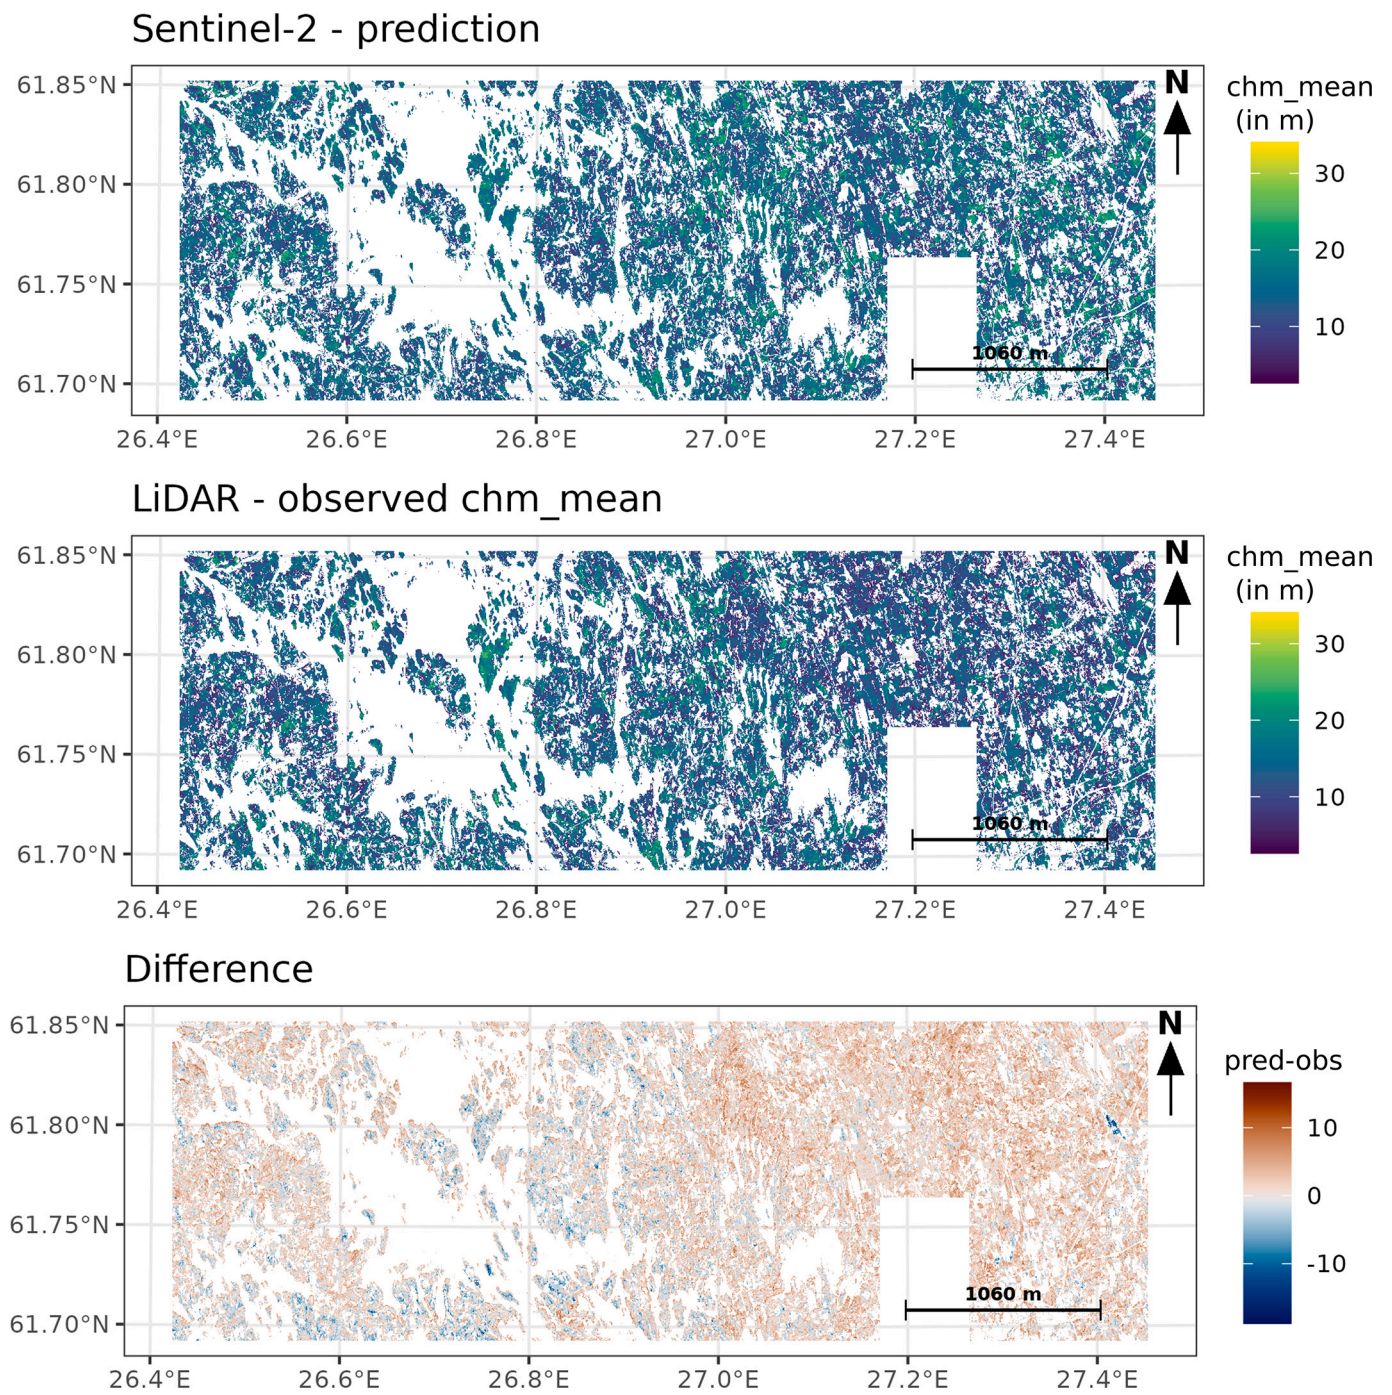 Sentinel-2 - prediction
61.85°N
61.80°N
61.75°N
61.70°N
26.4°E 26.6°E 26.8°E 27.0°E 27.2°E 27.4°E
N
1060 m
chm_mean
(in m)
30
20
10
LiDAR - observed chm_mean
61.85°N
61.80°N
61.75°N
61.70°N
26.4°E 26.6°E 26.8°E 27.0°E 27.2°E 27.4°E
N
1060 m
chm_mean
(in m)
30
20
10
Difference
61.85°N
61.80°N
61.75°N
61.70°N
26.4°E 26.6°E 26.8°E 27.0°E 27.2°E 27.4°E
N
1060 m
pred-obs
10
0
-10